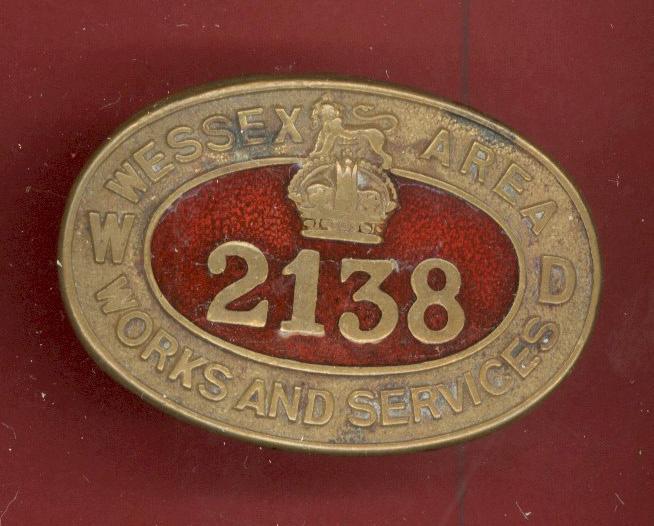 WESSEX AREA
W D
2138
WORKS AND SERVICES